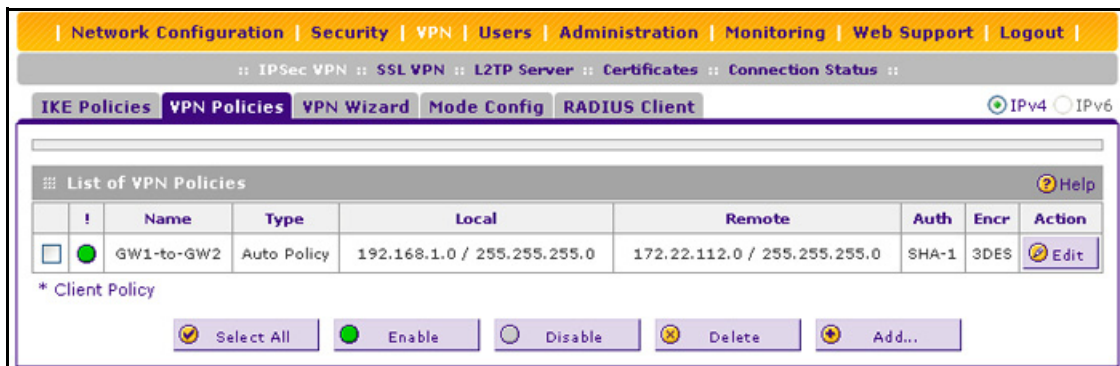 | Network Configuration | Security | VPN | Users | Administration | Monitoring | Web Support | Logout |
:: IPSec VPN :: SSL VPN :: L2TP Server :: Certificates :: Connection Status ::
IKE Policies VPN Policies VPN Wizard Mode Config RADIUS Client IPv4 IPv6
List of VPN Policies ? Help
! Name Type Local Remote Auth Encr Action
GW1-to-GW2 Auto Policy 192.168.1.0 / 255.255.255.0 172.22.112.0 / 255.255.255.0 SHA-1 3DES Edit
* Client Policy
Select All Enable Disable Delete Add...